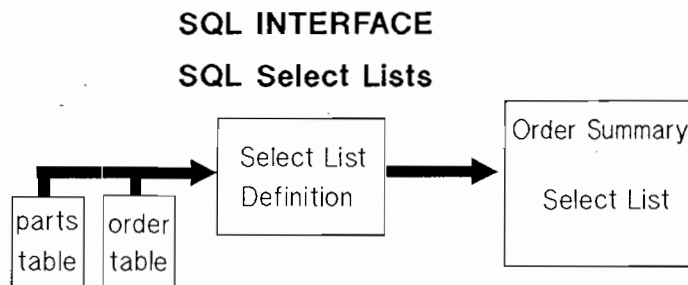 SQL INTERFACE
SQL Select Lists
Select List
Definition
Order Summary
Select List
parts
table
order
table